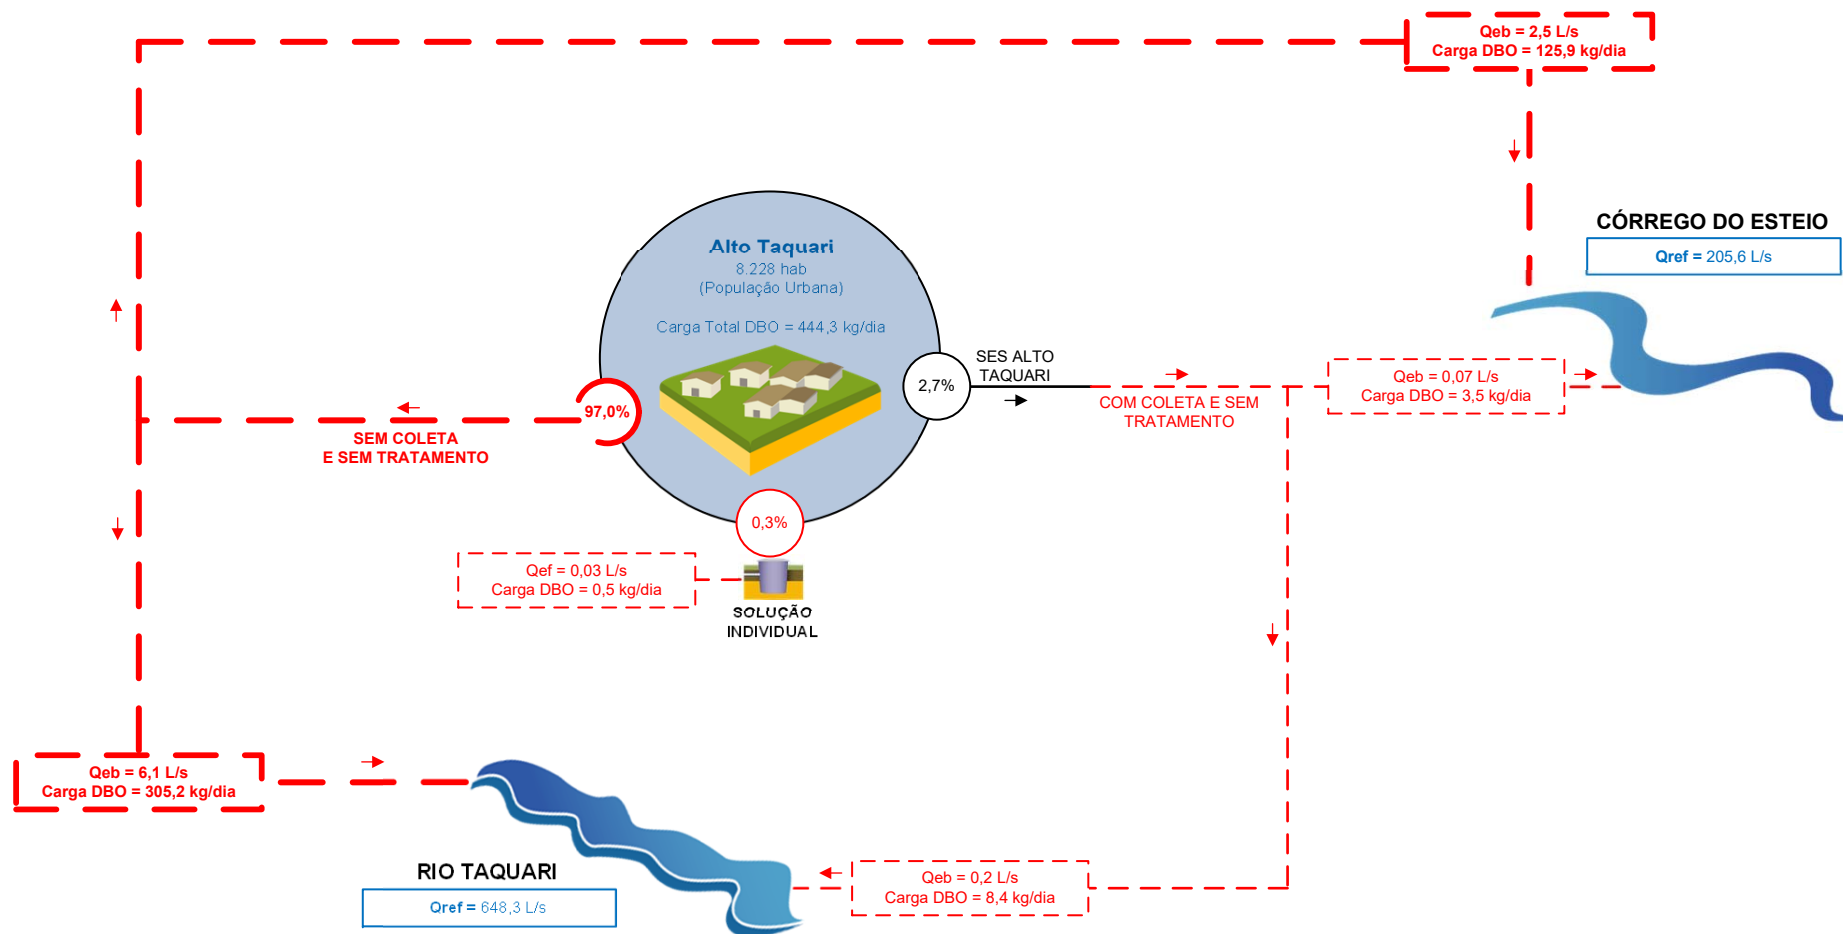 Qeb = 2,5 L/s
Carga DBO = 125,9 kg/dia
CÓRREGO DO ESTEIO
Qref = 205,6 L/s
Alto Taquari
8.228 hab
(População Urbana)
Carga Total DBO = 444,3 kg/dia
97,0%
SEM COLETA
E SEM TRATAMENTO
2,7%
SES ALTO
TAQUARI
COM COLETA E SEM
TRATAMENTO
Qeb = 0,07 L/s
Carga DBO = 3,5 kg/dia
0,3%
Qef = 0,03 L/s
Carga DBO = 0,5 kg/dia
SOLUÇÃO
INDIVIDUAL
Qeb = 6,1 L/s
Carga DBO = 305,2 kg/dia
RIO TAQUARI
Qref = 648,3 L/s
Qeb = 0,2 L/s
Carga DBO = 8,4 kg/dia